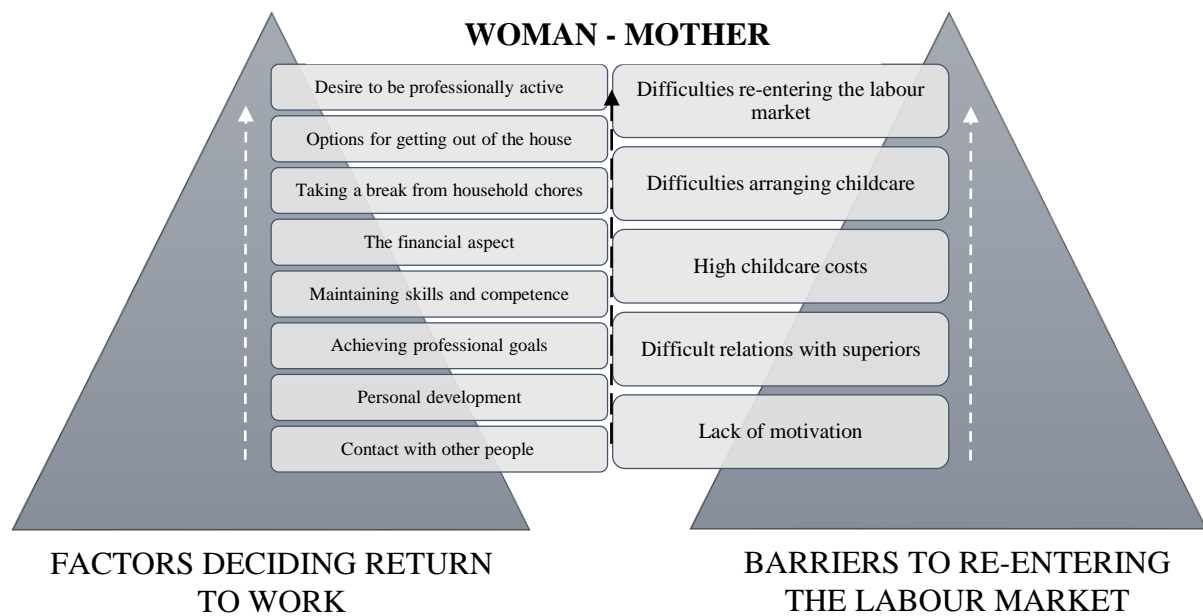 WOMAN - MOTHER
Desire to be professionally active
Options for getting out of the house
Taking a break from household chores
The financial aspect
Maintaining skills and competence
Achieving professional goals
Personal development
Contact with other people
Difficulties re-entering the labour
market
Difficulties arranging childcare
High childcare costs
Difficult relations with superiors
Lack of motivation
FACTORS DECIDING RETURN
TO WORK
BARRIERS TO RE-ENTERING
THE LABOUR MARKET